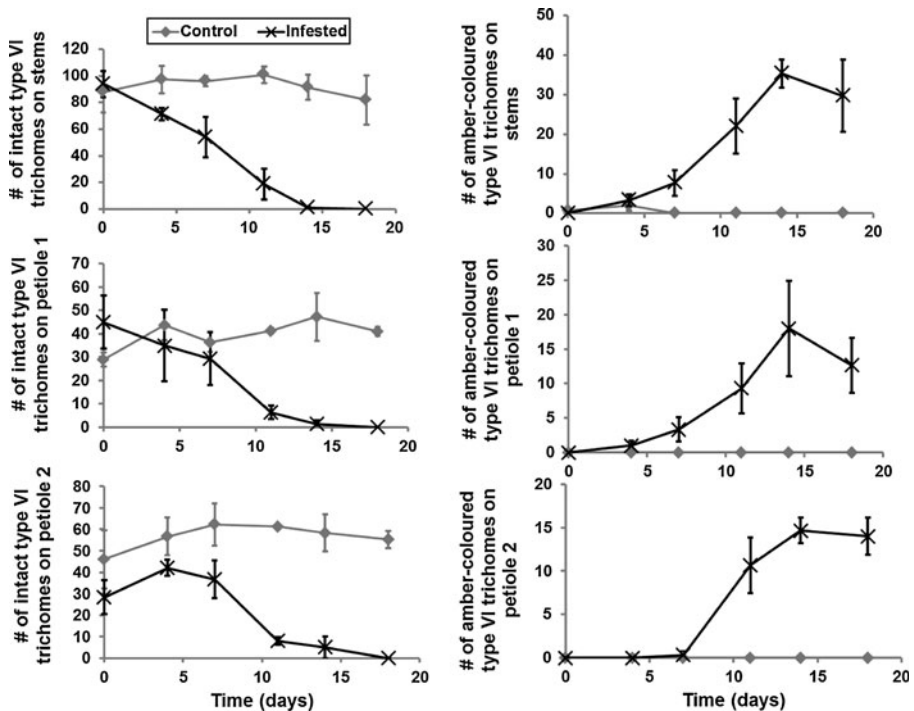 Control Infested
# of intact type VI
trichomes on stems
120
100
80
60
40
20
0
0 5 10 15 20
# of amber-coloured
type VI trichomes on
stems
50
40
30
20
10
0
0 5 10 15 20
# of intact type VI
trichomes on petiole 1
70
60
50
40
30
20
10
0
0 5 10 15 20
# of amber-coloured
type VI trichomes on
petiole 1
30
25
20
15
10
5
0
0 5 10 15 20
# of intact type VI
trichomes on petiole 2
80
70
60
50
40
30
20
10
0
0 5 10 15 20
Time (days)
# of amber-coloured
type VI trichomes on
petiole 2
20
15
10
5
0
0 5 10 15 20
Time (days)